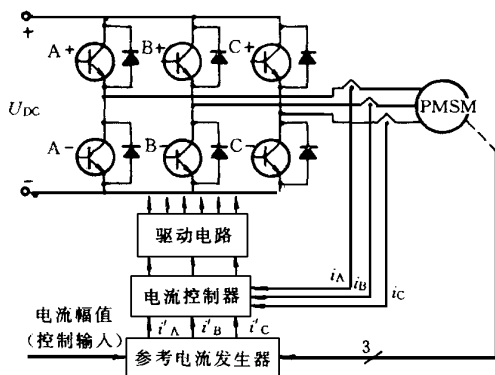 +
A+
B+
C+
U_DC
PMSM
A-
B-
C-
-
驱动电路
i_A
i_B
i_C
电流控制器
电流幅值
(控制输入)
i'_A
i'_B
i'_C
3
参考电流发生器